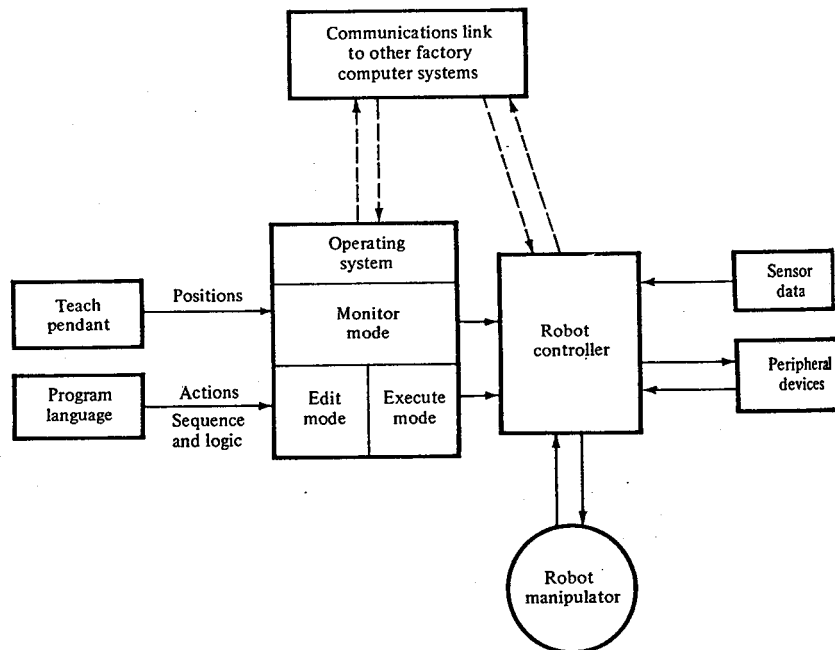 Communications link
to other factory
computer systems
Operating
system
Monitor
mode
Edit
mode
Execute
mode
Teach
pendant
Positions
Program
language
Actions
Sequence
and logic
Robot
controller
Sensor
data
Peripheral
devices
Robot
manipulator